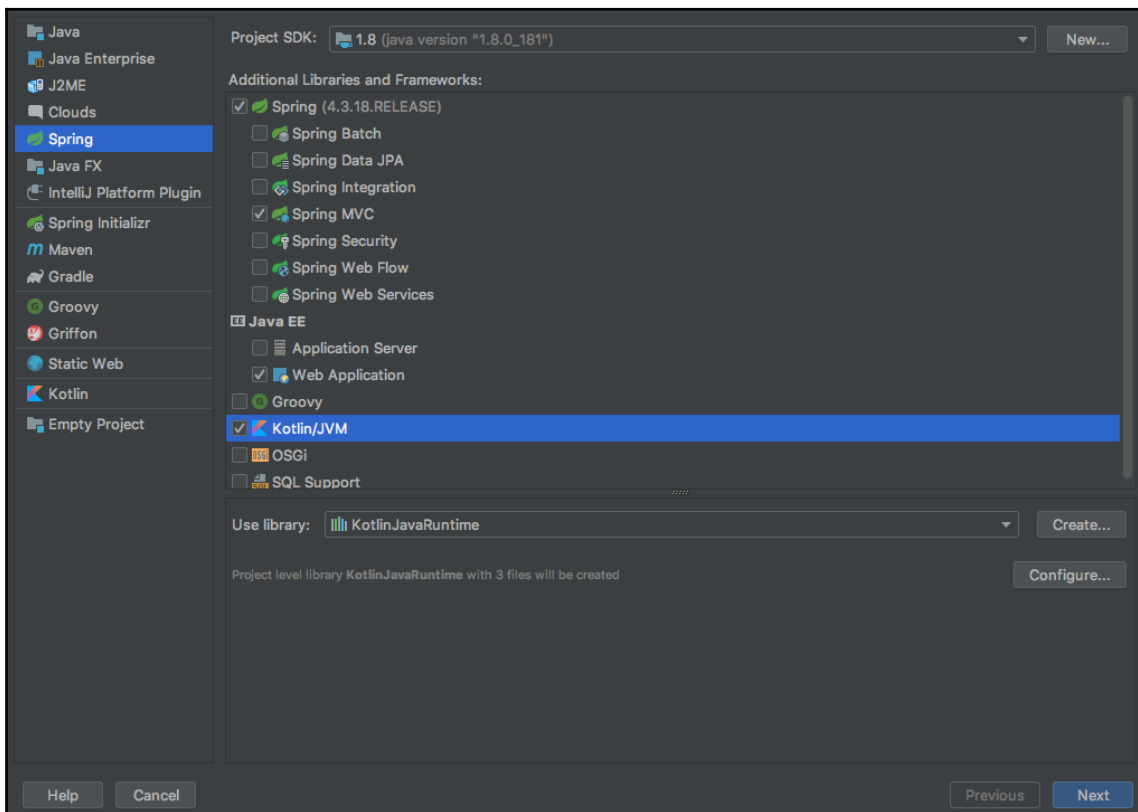 Java
Java Enterprise
J2ME
Clouds
Spring
Java FX
IntelliJ Platform Plugin
Spring Initializr
Maven
Gradle
Groovy
Griffon
Static Web
Kotlin
Empty Project
Project SDK: 1.8 (java version "1.8.0_181") New...
Additional Libraries and Frameworks:
Spring (4.3.18.RELEASE)
Spring Batch
Spring Data JPA
Spring Integration
Spring MVC
Spring Security
Spring Web Flow
Spring Web Services
Java EE
Application Server
Web Application
Groovy
Kotlin/JVM
OSGi
SQL Support
Use library: KotlinJavaRuntime Create...
Project level library KotlinJavaRuntime with 3 files will be created Configure...
Help Cancel Previous Next